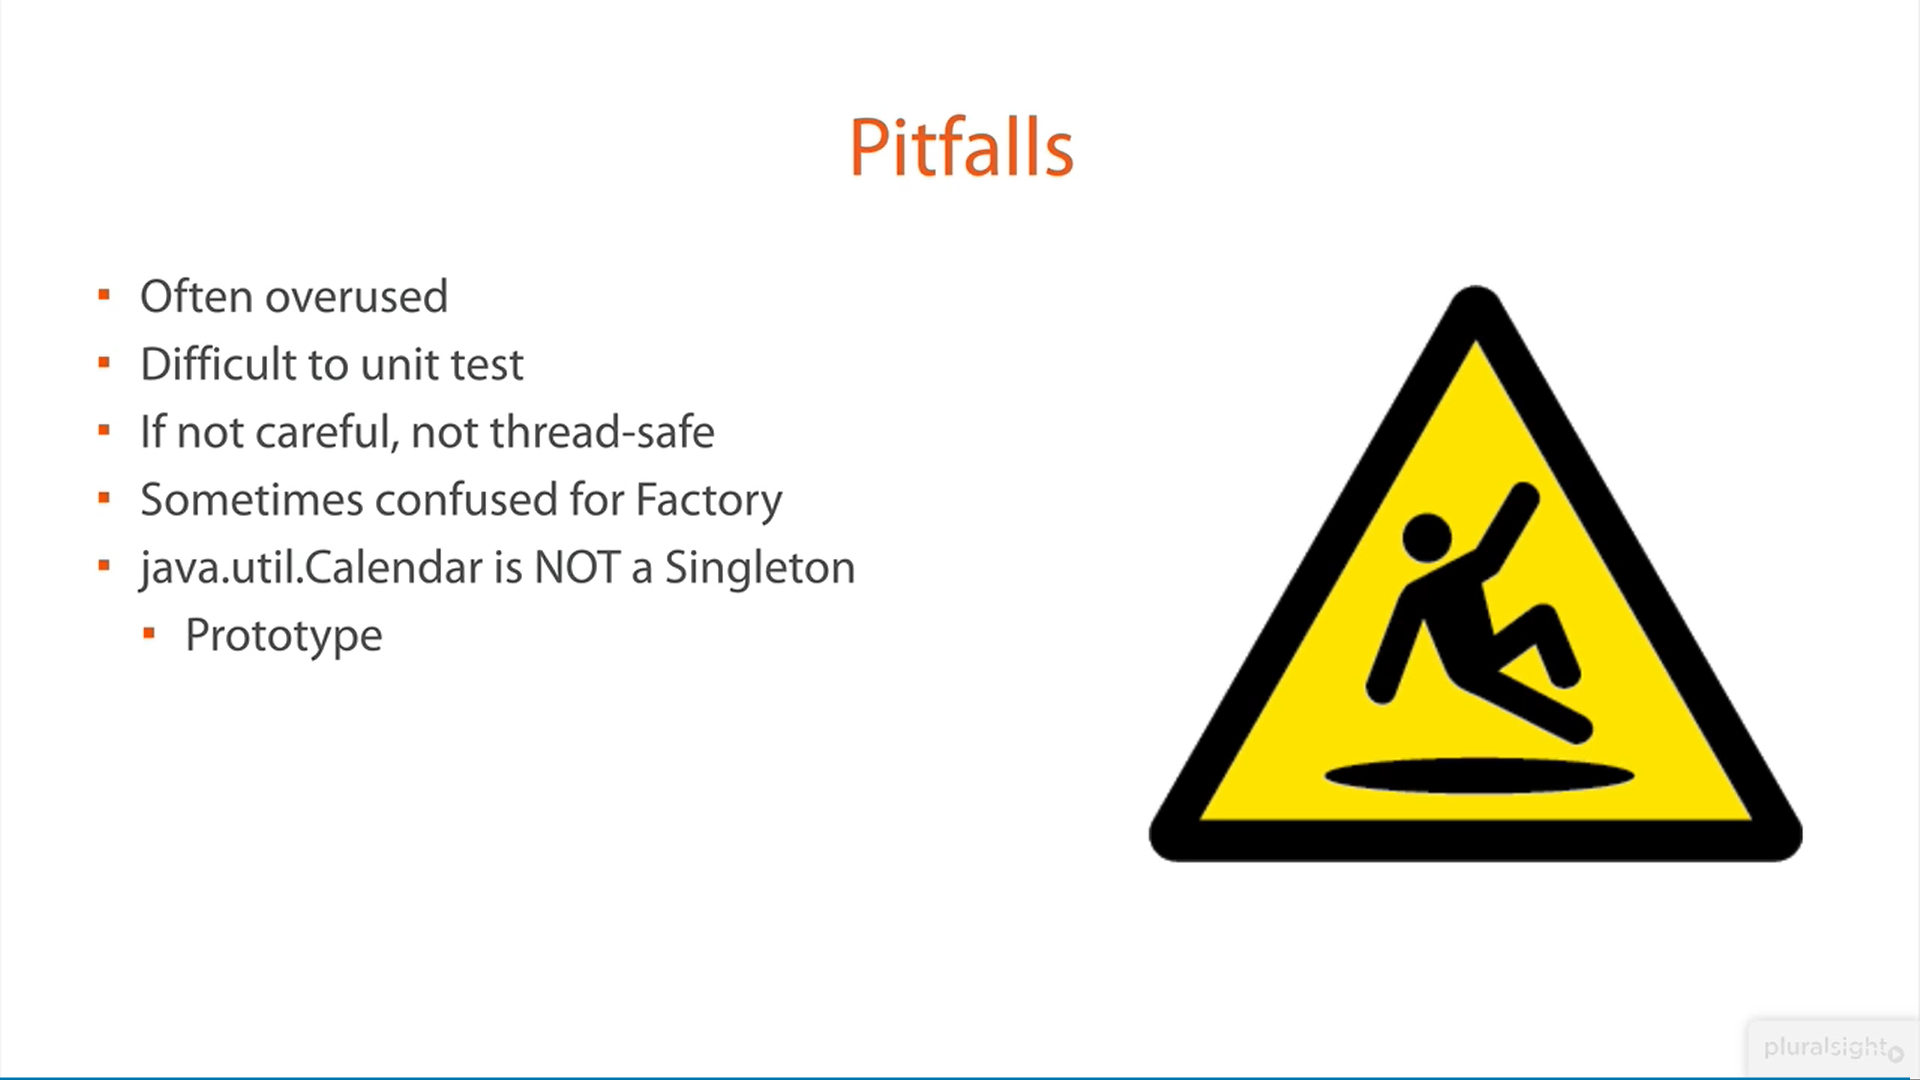 Pitfalls
Often overused
Difficult to unit test
If not careful, not thread-safe
Sometimes confused for Factory
java.util.Calendar is NOT a Singleton
Prototype
pluralsight